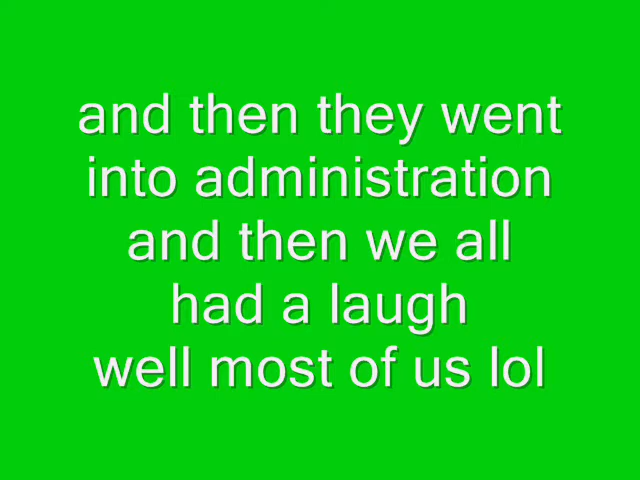 and then they went
into administration
and then we all
had a laugh
well most of us lol